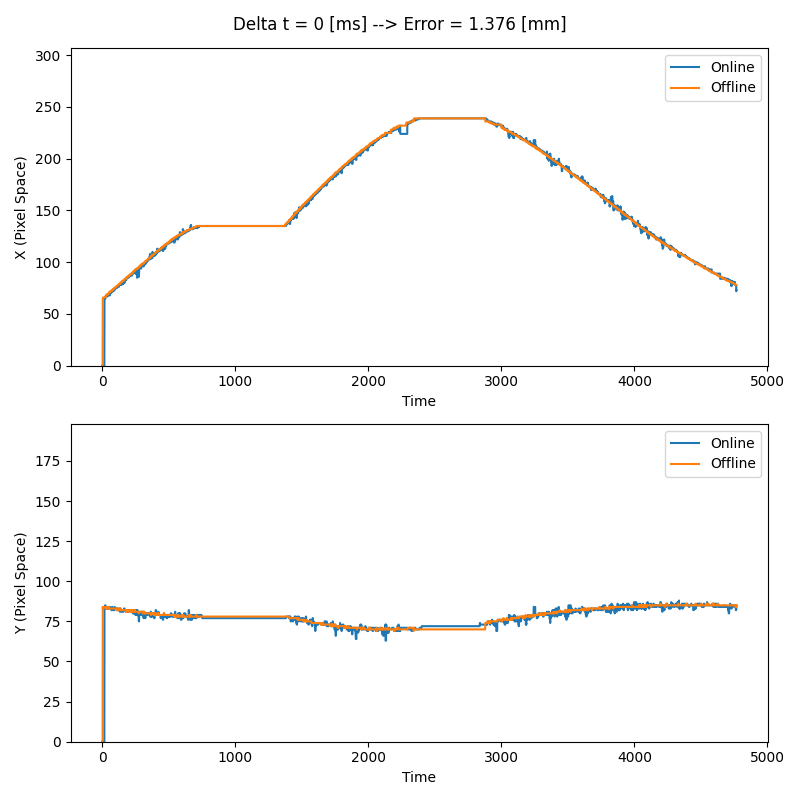 Delta t = 0 [ms] --> Error = 1.376 [mm]
300
250
200
150
100
50
0
X (Pixel Space)
Online
Offline
0 1000 2000 3000 4000 5000
Time
175
150
125
100
75
50
25
0
Y (Pixel Space)
Online
Offline
0 1000 2000 3000 4000 5000
Time